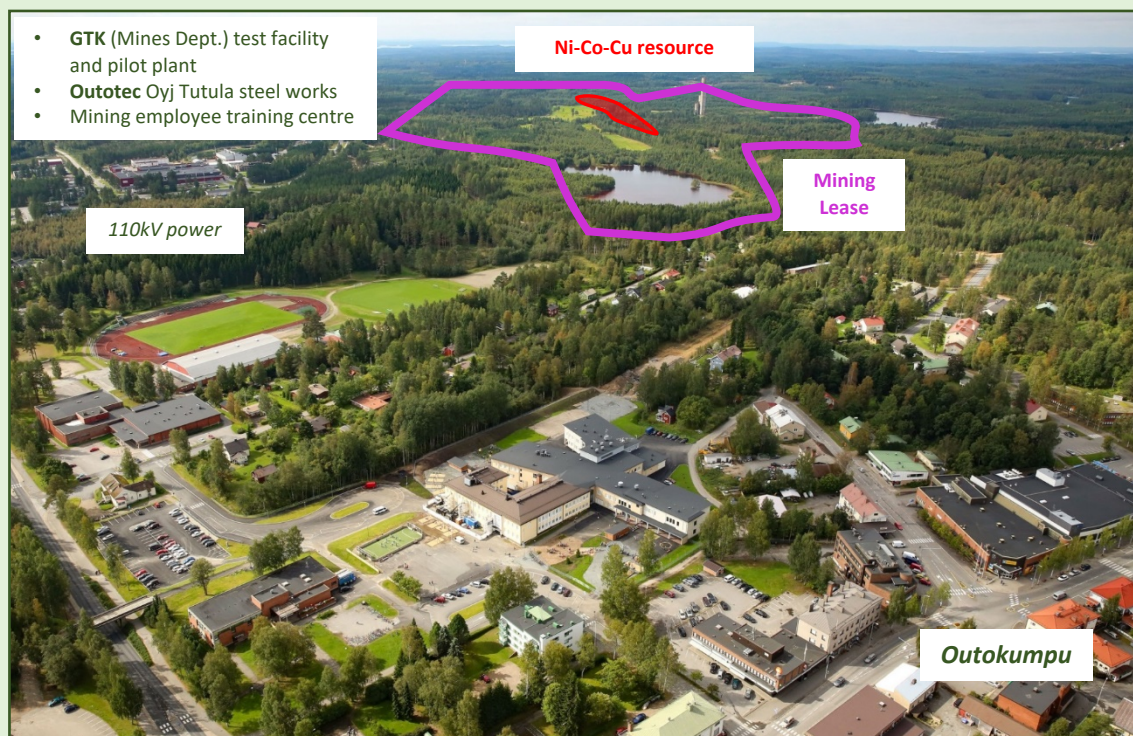 • GTK (Mines Dept.) test facility
and pilot plant
• Outotec Oyj Tutula steel works
• Mining employee training centre
Ni-Co-Cu resource
Mining
Lease
110kV power
Outokumpu